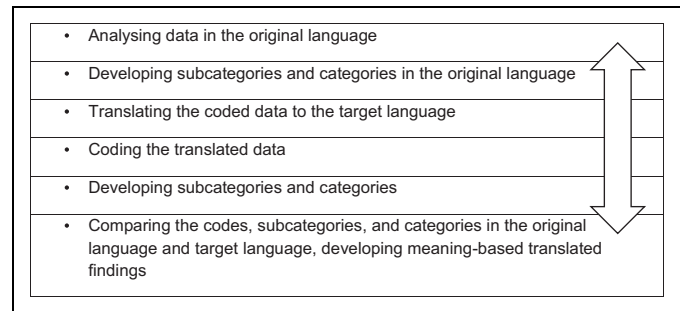 • Analysing data in the original language
• Developing subcategories and categories in the original language
• Translating the coded data to the target language
• Coding the translated data
• Developing subcategories and categories
• Comparing the codes, subcategories, and categories in the original
language and target language, developing meaning-based translated
findings